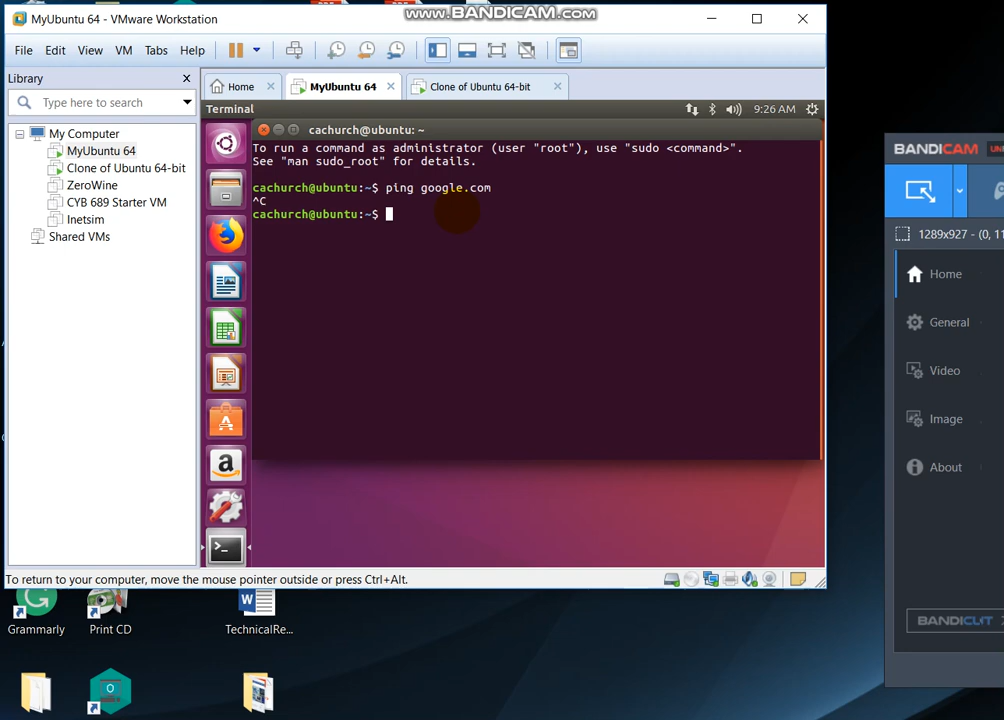 www.BANDICAM.com
MyUbuntu 64 - VMware Workstation
File Edit View VM Tabs Help
Library
Type here to search
My Computer
MyUbuntu 64
Clone of Ubuntu 64-bit
ZeroWine
CYB 689 Starter VM
Inetsim
Shared VMs
Home
MyUbuntu 64
Clone of Ubuntu 64-bit
Terminal
9:26 AM
cachurch@ubuntu: ~
To run a command as administrator (user "root"), use "sudo <command>".
See "man sudo_root" for details.
cachurch@ubuntu:~$ ping google.com
^C
cachurch@ubuntu:~$
To return to your computer, move the mouse pointer outside or press Ctrl+Alt.
Grammarly
Print CD
TechnicalRe...
BANDICAM
1289x927 - (0, 11
Home
General
Video
Image
About
BANDICUT